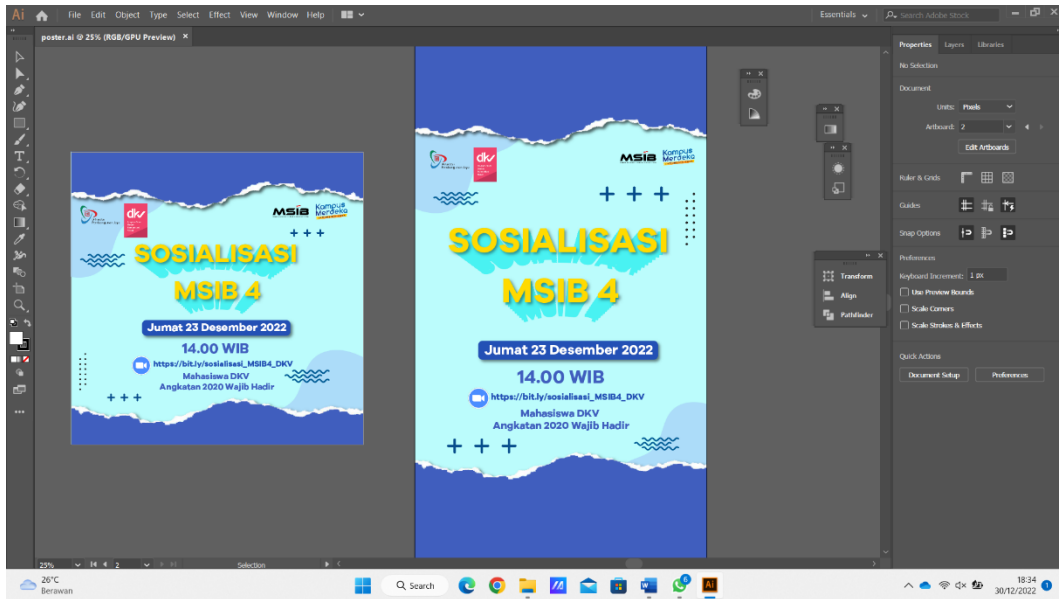 Ai File Edit Object Type Select Effect View Window Help Essentials Search Adobe Stock
poster.ai @ 25% (RGB/GPU Preview) ×
dkv
MSIB Kampus Merdeka
SOSIALISASI
MSIB 4
Jumat 23 Desember 2022
14.00 WIB
https://bit.ly/sosialisasi_MSIB4_DKV
Mahasiswa DKV
Angkatan 2020 Wajib Hadir
dkv
MSIB Kampus Merdeka
SOSIALISASI
MSIB 4
Jumat 23 Desember 2022
14.00 WIB
https://bit.ly/sosialisasi_MSIB4_DKV
Mahasiswa DKV
Angkatan 2020 Wajib Hadir
Transform
Align
Pathfinder
Properties Layers Libraries
No Selection
Document
Units: Pixels
Artboard: 2
Edit Artboards
Ruler & Grids
Guides
Snap Options
Preferences
Keyboard Increment: 1 px
Use Preview Bounds
Scale Corners
Scale Strokes & Effects
Quick Actions
Document Setup Preferences
25% 2 Selection
26°C
Berawan
Search
Ai
18:34
30/12/2022